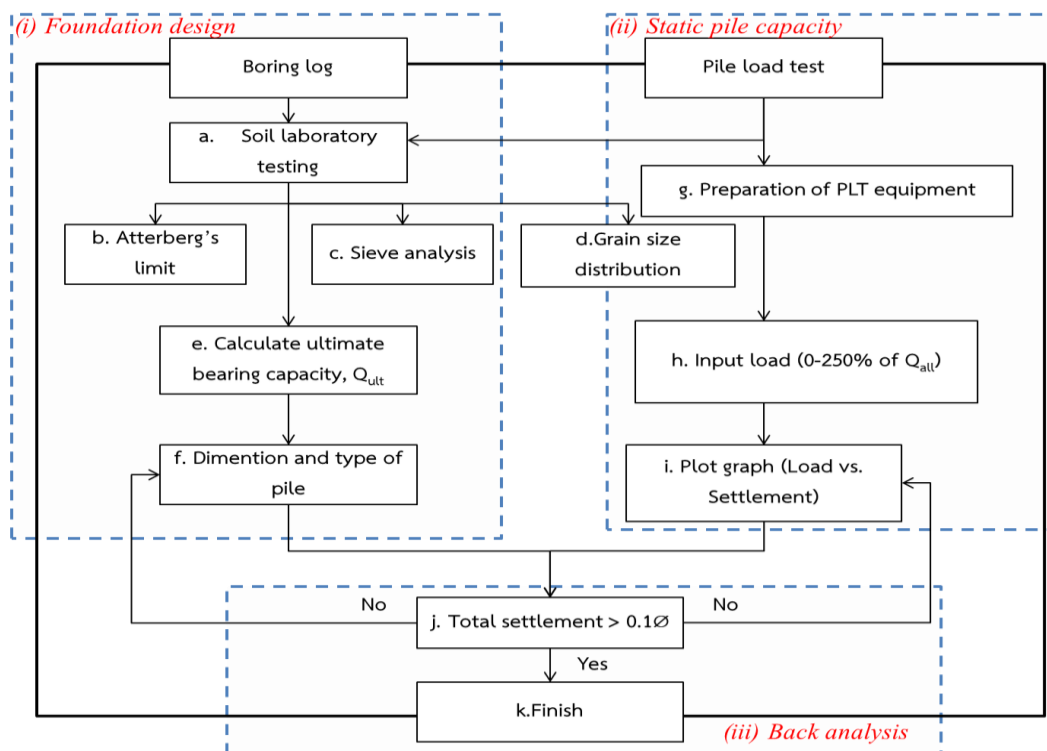 (i) Foundation design
(ii) Static pile capacity
Boring log
Pile load test
a. Soil laboratory
testing
g. Preparation of PLT equipment
b. Atterberg's
limit
c. Sieve analysis
d.Grain size
distribution
e. Calculate ultimate
bearing capacity, Qult
h. Input load (0-250% of Qall)
f. Dimention and type of
pile
i. Plot graph (Load vs.
Settlement)
No
No
j. Total settlement > 0.1Ø
Yes
k.Finish
(iii) Back analysis